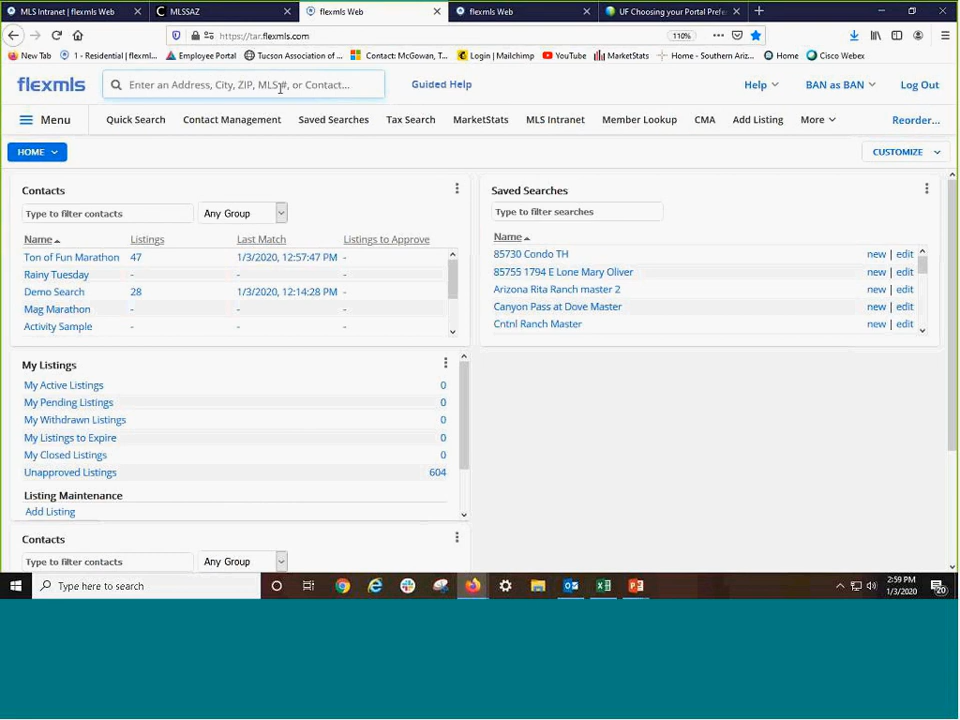 MLS Intranet | flexmls Web
MLSSAZ
flexmls Web
flexmls Web
UF Choosing your Portal Prefe
https://tar.flexmls.com
110%
New Tab
1 - Residential | flexml...
Employee Portal
Tucson Association of ...
Contact: McGowan, T...
Login | Mailchimp
YouTube
MarketStats
Home - Southern Ariz...
Home
Cisco Webex
flexmls
Enter an Address, City, ZIP, MLS#, or Contact...
Guided Help
Help
BAN as BAN
Log Out
Menu
Quick Search
Contact Management
Saved Searches
Tax Search
MarketStats
MLS Intranet
Member Lookup
CMA
Add Listing
More
Reorder...
HOME
CUSTOMIZE
Contacts
Type to filter contacts
Any Group
Name Listings Last Match Listings to Approve
Ton of Fun Marathon 47 1/3/2020, 12:57:47 PM -
Rainy Tuesday - - -
Demo Search 28 1/3/2020, 12:14:28 PM -
Mag Marathon - - -
Activity Sample - - -
Saved Searches
Type to filter searches
Name
85730 Condo TH new | edit
85755 1794 E Lone Mary Oliver new | edit
Arizona Rita Ranch master 2 new | edit
Canyon Pass at Dove Master new | edit
Cntnl Ranch Master new | edit
My Listings
My Active Listings 0
My Pending Listings 0
My Withdrawn Listings 0
My Listings to Expire 0
My Closed Listings 0
Unapproved Listings 604
Listing Maintenance
Add Listing
Contacts
Type to filter contacts
Any Group
Type here to search
2:59 PM
1/3/2020
20